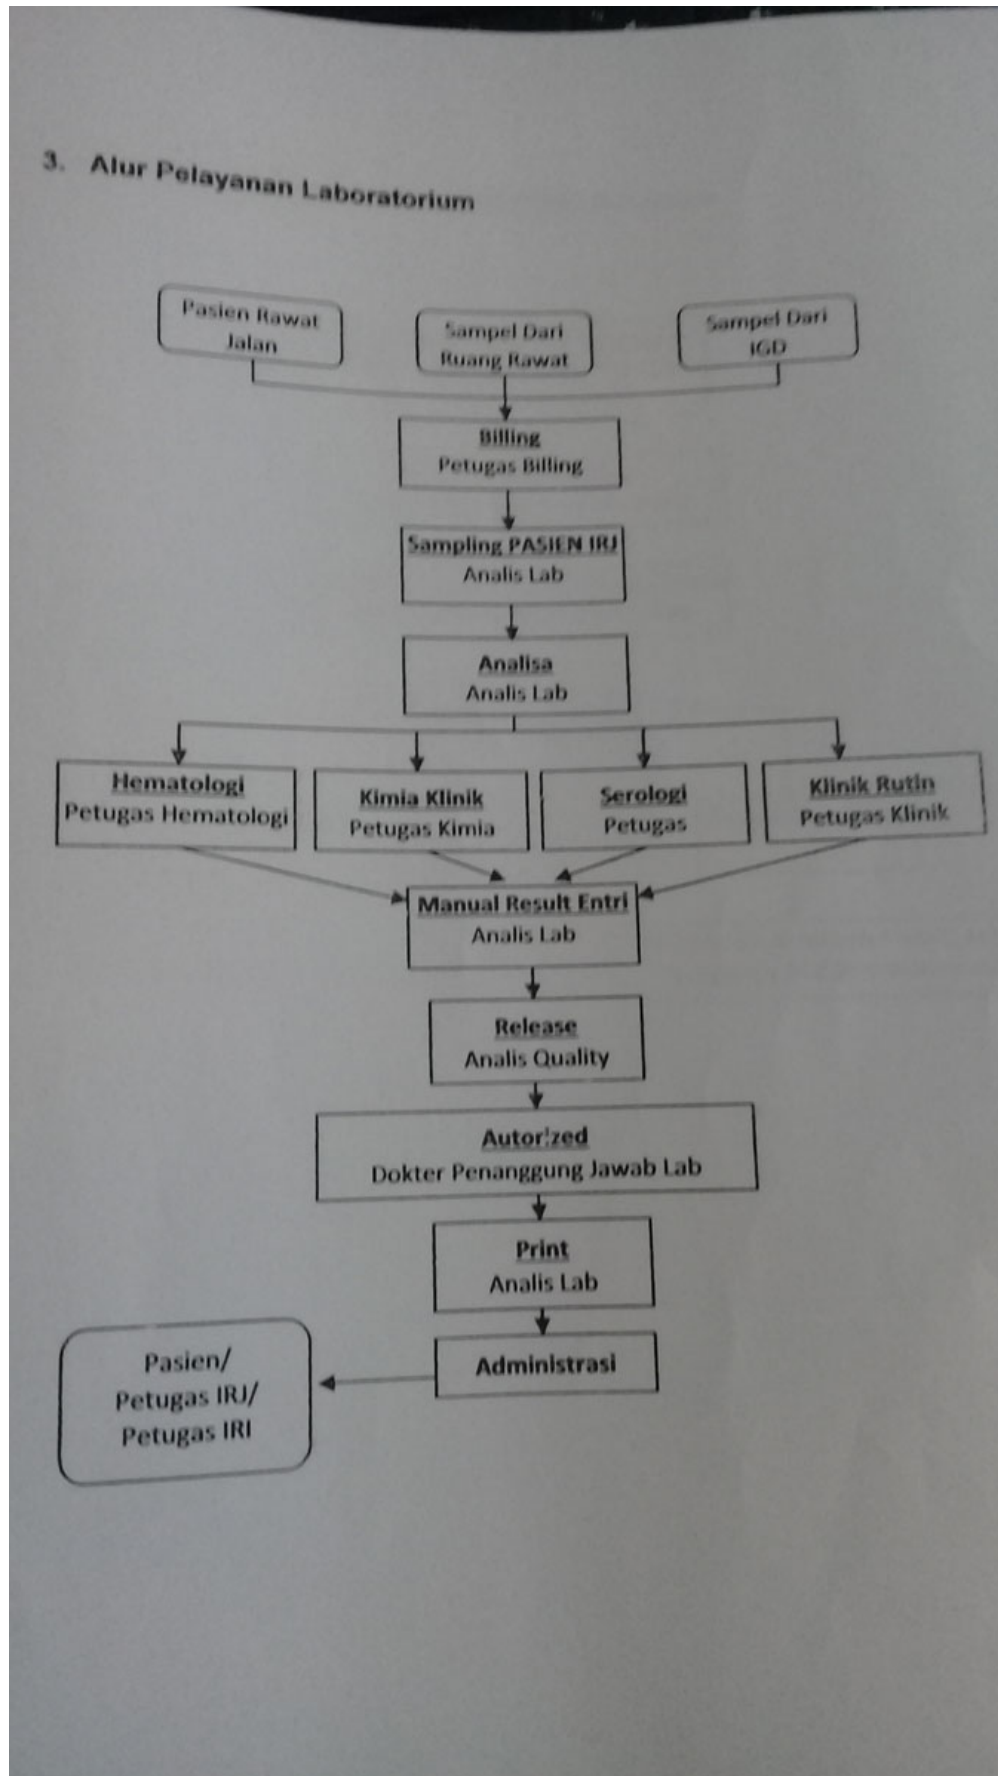 3. Alur Pelayanan Laboratorium
Pasien Rawat
Jalan
Sampel Dari
Ruang Rawat
Sampel Dari
IGD
Billing
Petugas Billing
Sampling PASIEN IRJ
Analis Lab
Analisa
Analis Lab
Hematologi
Petugas Hematologi
Kimia Klinik
Petugas Kimia
Serologi
Petugas
Klinik Rutin
Petugas Klinik
Manual Result Entri
Analis Lab
Release
Analis Quality
Autorized
Dokter Penanggung Jawab Lab
Print
Analis Lab
Administrasi
Pasien/
Petugas IRJ/
Petugas IRI